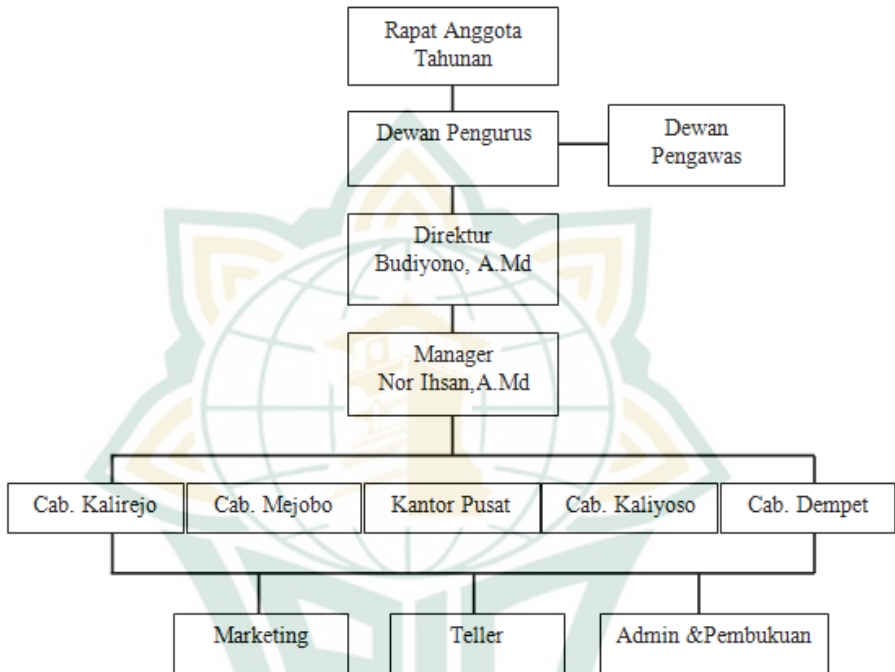 Rapat Anggota
Tahunan
Dewan Pengurus
Dewan
Pengawas
Direktur
Budiyono, A.Md
Manager
Nor Ihsan,A.Md
Cab. Kalirejo
Cab. Mejobo
Kantor Pusat
Cab. Kaliyoso
Cab. Dempet
Marketing
Teller
Admin &Pembukuan